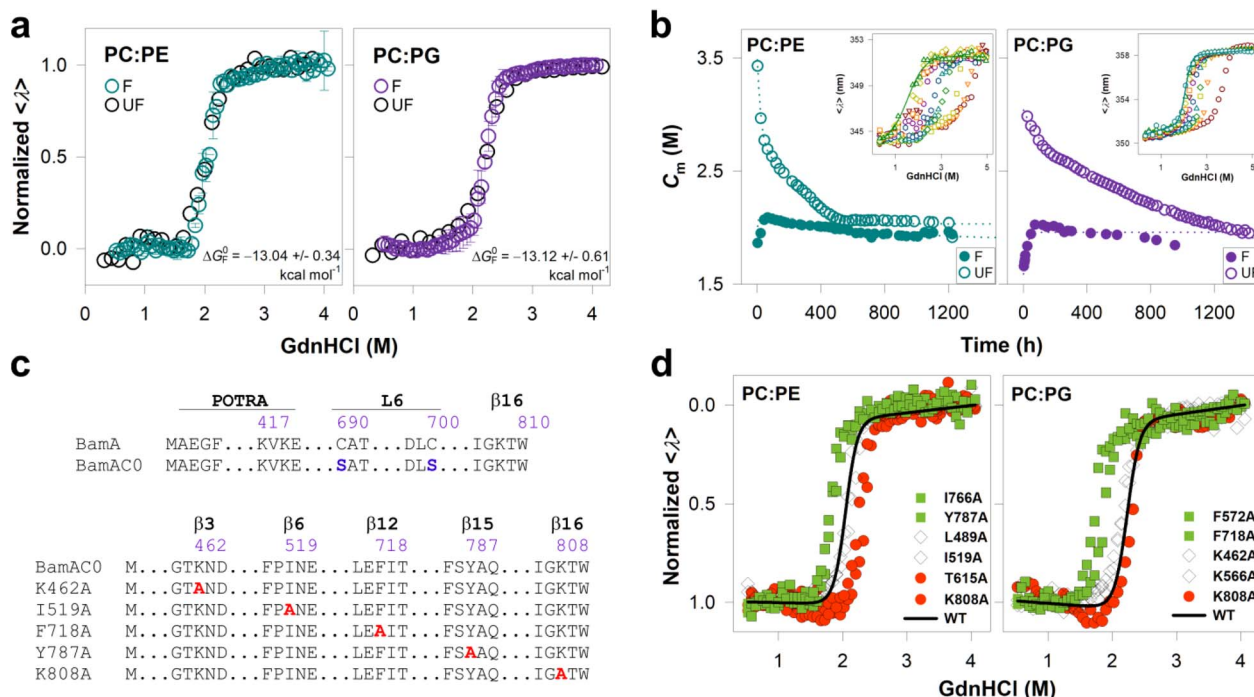 a
PC:PE
F
UF
ΔG⁰F = −13.04 +/- 0.34
kcal mol⁻¹
PC:PG
F
UF
ΔG⁰F = −13.12 +/- 0.61
kcal mol⁻¹
Normalized <λ>
1.0
0.5
0.0
0 1 2 3 4 0 1 2 3 4
GdnHCl (M)
b
PC:PE
<λ> (nm)
353
349
345
1 3 5
GdnHCl (M)
F
UF
PC:PG
<λ> (nm)
358
354
350
1 3 5
GdnHCl (M)
F
UF
Cm (M)
3.5
2.5
1.5
0 400 800 1200 0 400 800 1200
Time (h)
c
POTRA L6 β16
417 690 700 810
BamA MAEGF...KVKE...CAT...DLC...IGKTW
BamAC0 MAEGF...KVKE...SAT...DLS...IGKTW
β3 β6 β12 β15 β16
462 519 718 787 808
BamAC0 M...GTKND...FPINE...LEFIT...FSYAQ...IGKTW
K462A M...GTAND...FPINE...LEFIT...FSYAQ...IGKTW
I519A M...GTKND...FPANE...LEFIT...FSYAQ...IGKTW
F718A M...GTKND...FPINE...LEAIT...FSYAQ...IGKTW
Y787A M...GTKND...FPINE...LEFIT...FSAAQ...IGKTW
K808A M...GTKND...FPINE...LEFIT...FSYAQ...IGATW
d
PC:PE
I766A
Y787A
L489A
I519A
T615A
K808A
WT
PC:PG
F572A
F718A
K462A
K566A
K808A
WT
Normalized <λ>
0.0
0.5
1.0
1 2 3 4 1 2 3 4
GdnHCl (M)